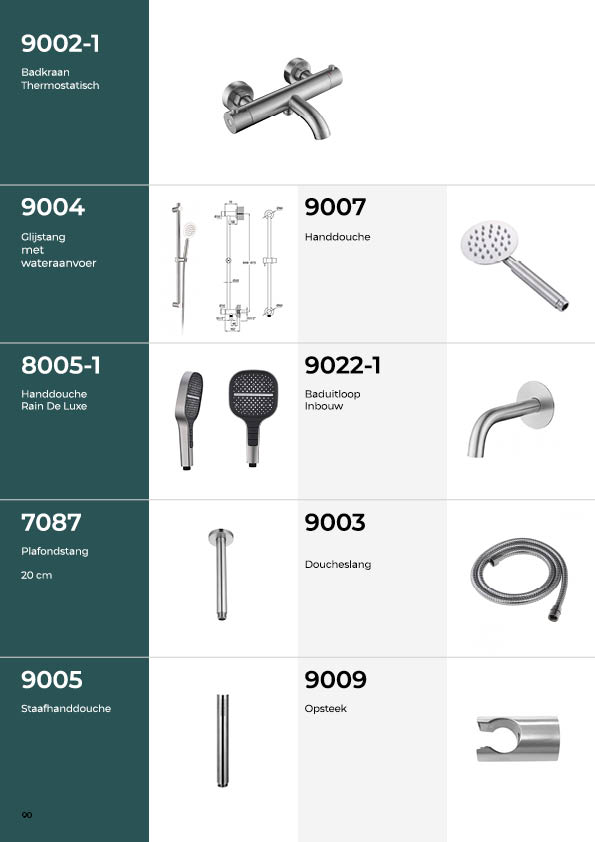 9002-1
Badkraan
Thermostatisch
9004
Glijstang
met
wateraanvoer
9007
Handdouche
8005-1
Handdouche
Rain De Luxe
9022-1
Baduitloop
Inbouw
7087
Plafondstang
20 cm
9003
Doucheslang
9005
Staafhanddouche
9009
Opsteek
90